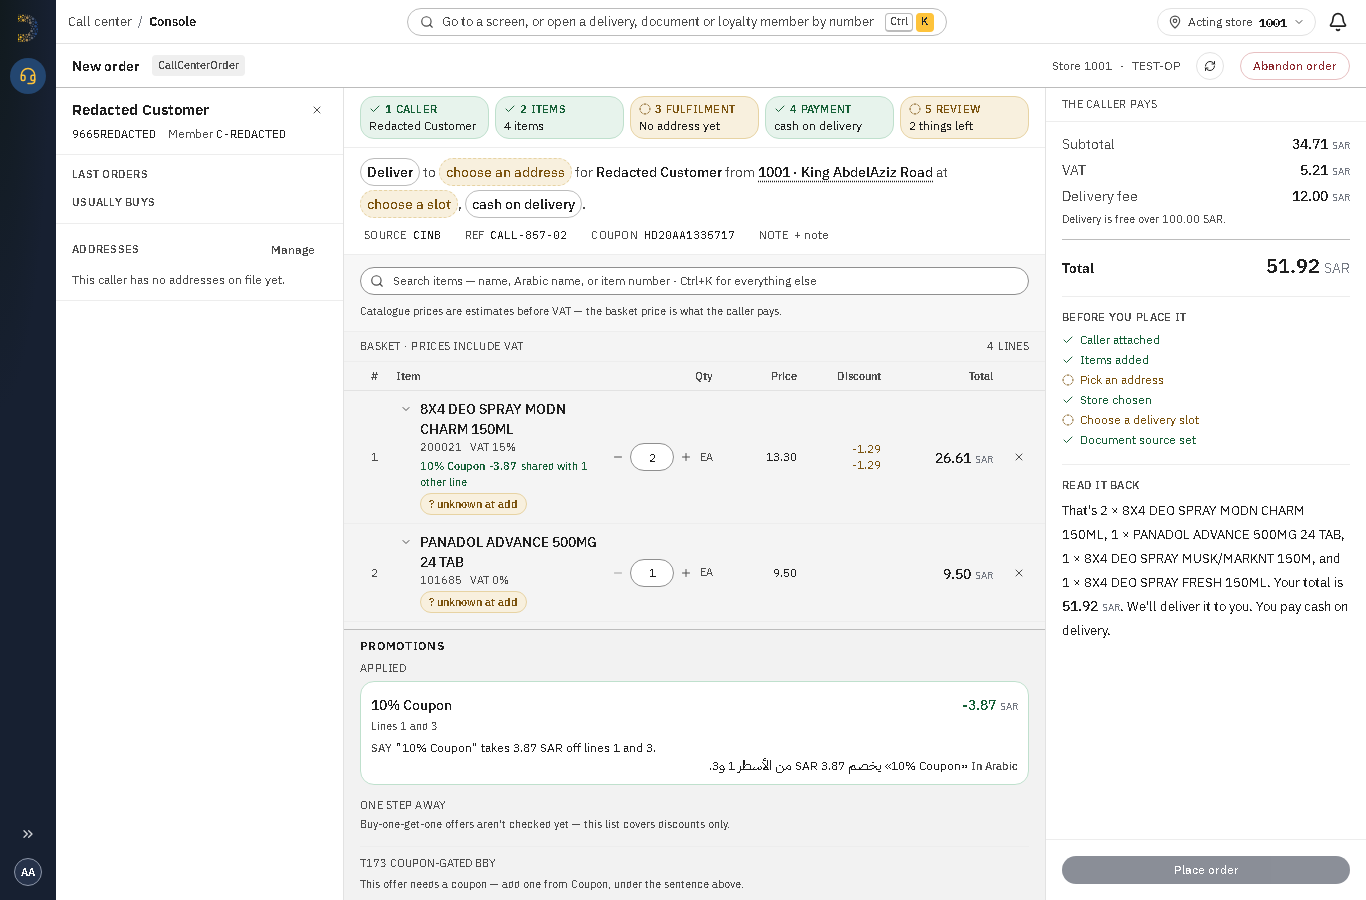 Call center / Console
Go to a screen, or open a delivery, document or loyalty member by number Ctrl K
Acting store 1001
New order CallCenterOrder
Store 1001 · TEST-OP
Abandon order
Redacted Customer
9665REDACTED Member C-REDACTED
LAST ORDERS
USUALLY BUYS
ADDRESSES Manage
This caller has no addresses on file yet.
AA
1 CALLER
Redacted Customer
2 ITEMS
4 items
3 FULFILMENT
No address yet
4 PAYMENT
cash on delivery
5 REVIEW
2 things left
Deliver to choose an address for Redacted Customer from 1001 · King AbdelAziz Road at
choose a slot, cash on delivery.
SOURCE CINB REF CALL-867-02 COUPON HD20AA1335717 NOTE + note
Search items — name, Arabic name, or item number · Ctrl+K for everything else
Catalogue prices are estimates before VAT — the basket price is what the caller pays.
BASKET · PRICES INCLUDE VAT 4 LINES
# Item Qty Price Discount Total
8X4 DEO SPRAY MODN
CHARM 150ML
200021 VAT 15%
1 − 2 + EA 13.30 -1.29 -1.29 26.61 SAR ×
10% Coupon -3.87 shared with 1
other line
? unknown at add
PANADOL ADVANCE 500MG
24 TAB
101685 VAT 0%
2 − 1 + EA 9.50 9.50 SAR ×
? unknown at add
PROMOTIONS
APPLIED
10% Coupon -3.87 SAR
Lines 1 and 3
SAY "10% Coupon" takes 3.87 SAR off lines 1 and 3.
In Arabic «10% Coupon» يخصم 3.87 SAR من الأسطر 1 و3.
ONE STEP AWAY
Buy-one-get-one offers aren't checked yet — this list covers discounts only.
T173 COUPON-GATED BBY
This offer needs a coupon — add one from Coupon, under the sentence above.
THE CALLER PAYS
Subtotal 34.71 SAR
VAT 5.21 SAR
Delivery fee 12.00 SAR
Delivery is free over 100.00 SAR.
Total 51.92 SAR
BEFORE YOU PLACE IT
Caller attached
Items added
Pick an address
Store chosen
Choose a delivery slot
Document source set
READ IT BACK
That's 2 × 8X4 DEO SPRAY MODN CHARM
150ML, 1 × PANADOL ADVANCE 500MG 24 TAB,
1 × 8X4 DEO SPRAY MUSK/MARKNT 150M, and
1 × 8X4 DEO SPRAY FRESH 150ML. Your total is
51.92 SAR. We'll deliver it to you. You pay cash on
delivery.
Place order